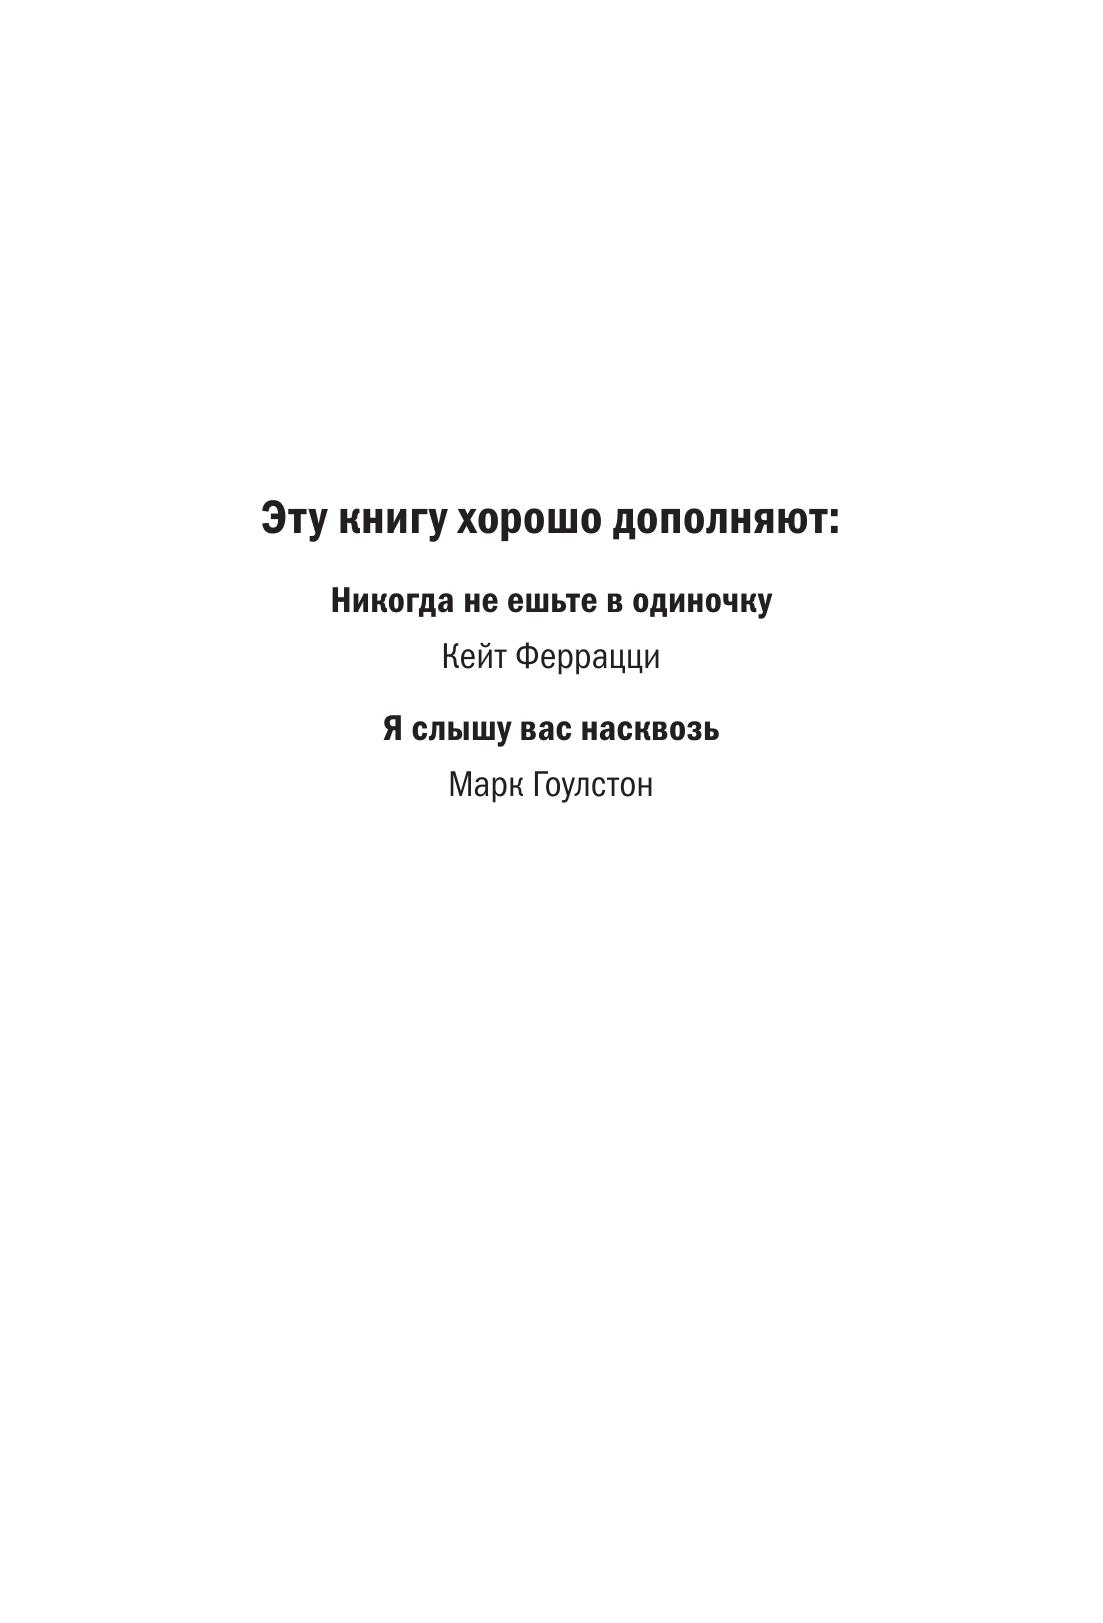 Эту книгу хорошо дополняют:
Никогда не ешьте в одиночку
Кейт Феррацци
Я слышу вас насквозь
Марк Гоулстон